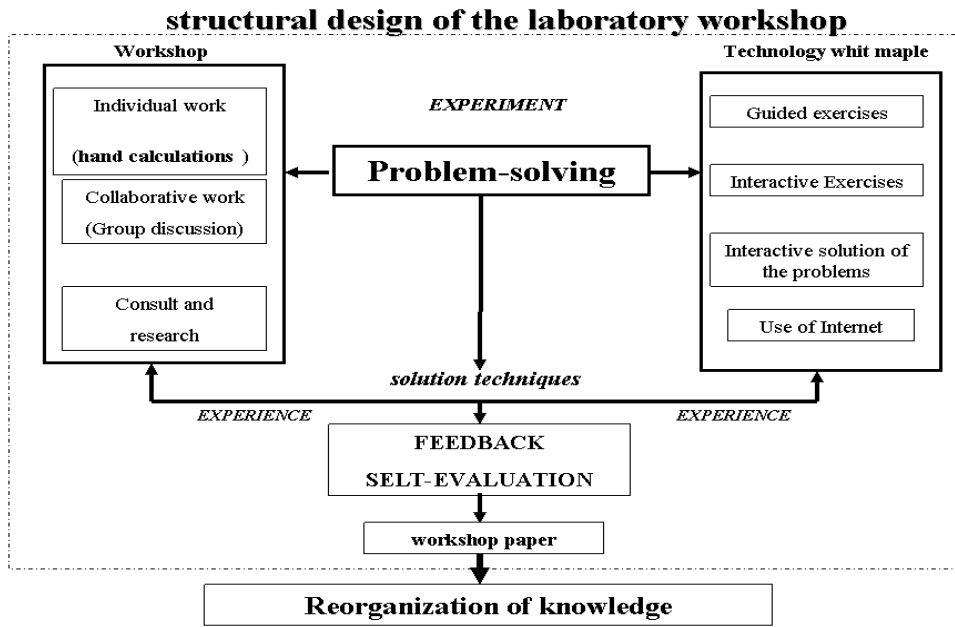 structural design of the laboratory workshop
Workshop
Technology whit maple
Individual work
(hand calculations )
Collaborative work
(Group discussion)
Consult and
research
EXPERIMENT
Problem-solving
Guided exercises
Interactive Exercises
Interactive solution of
the problems
Use of Internet
solution techniques
EXPERIENCE
EXPERIENCE
FEEDBACK
SELT-EVALUATION
workshop paper
Reorganization of knowledge